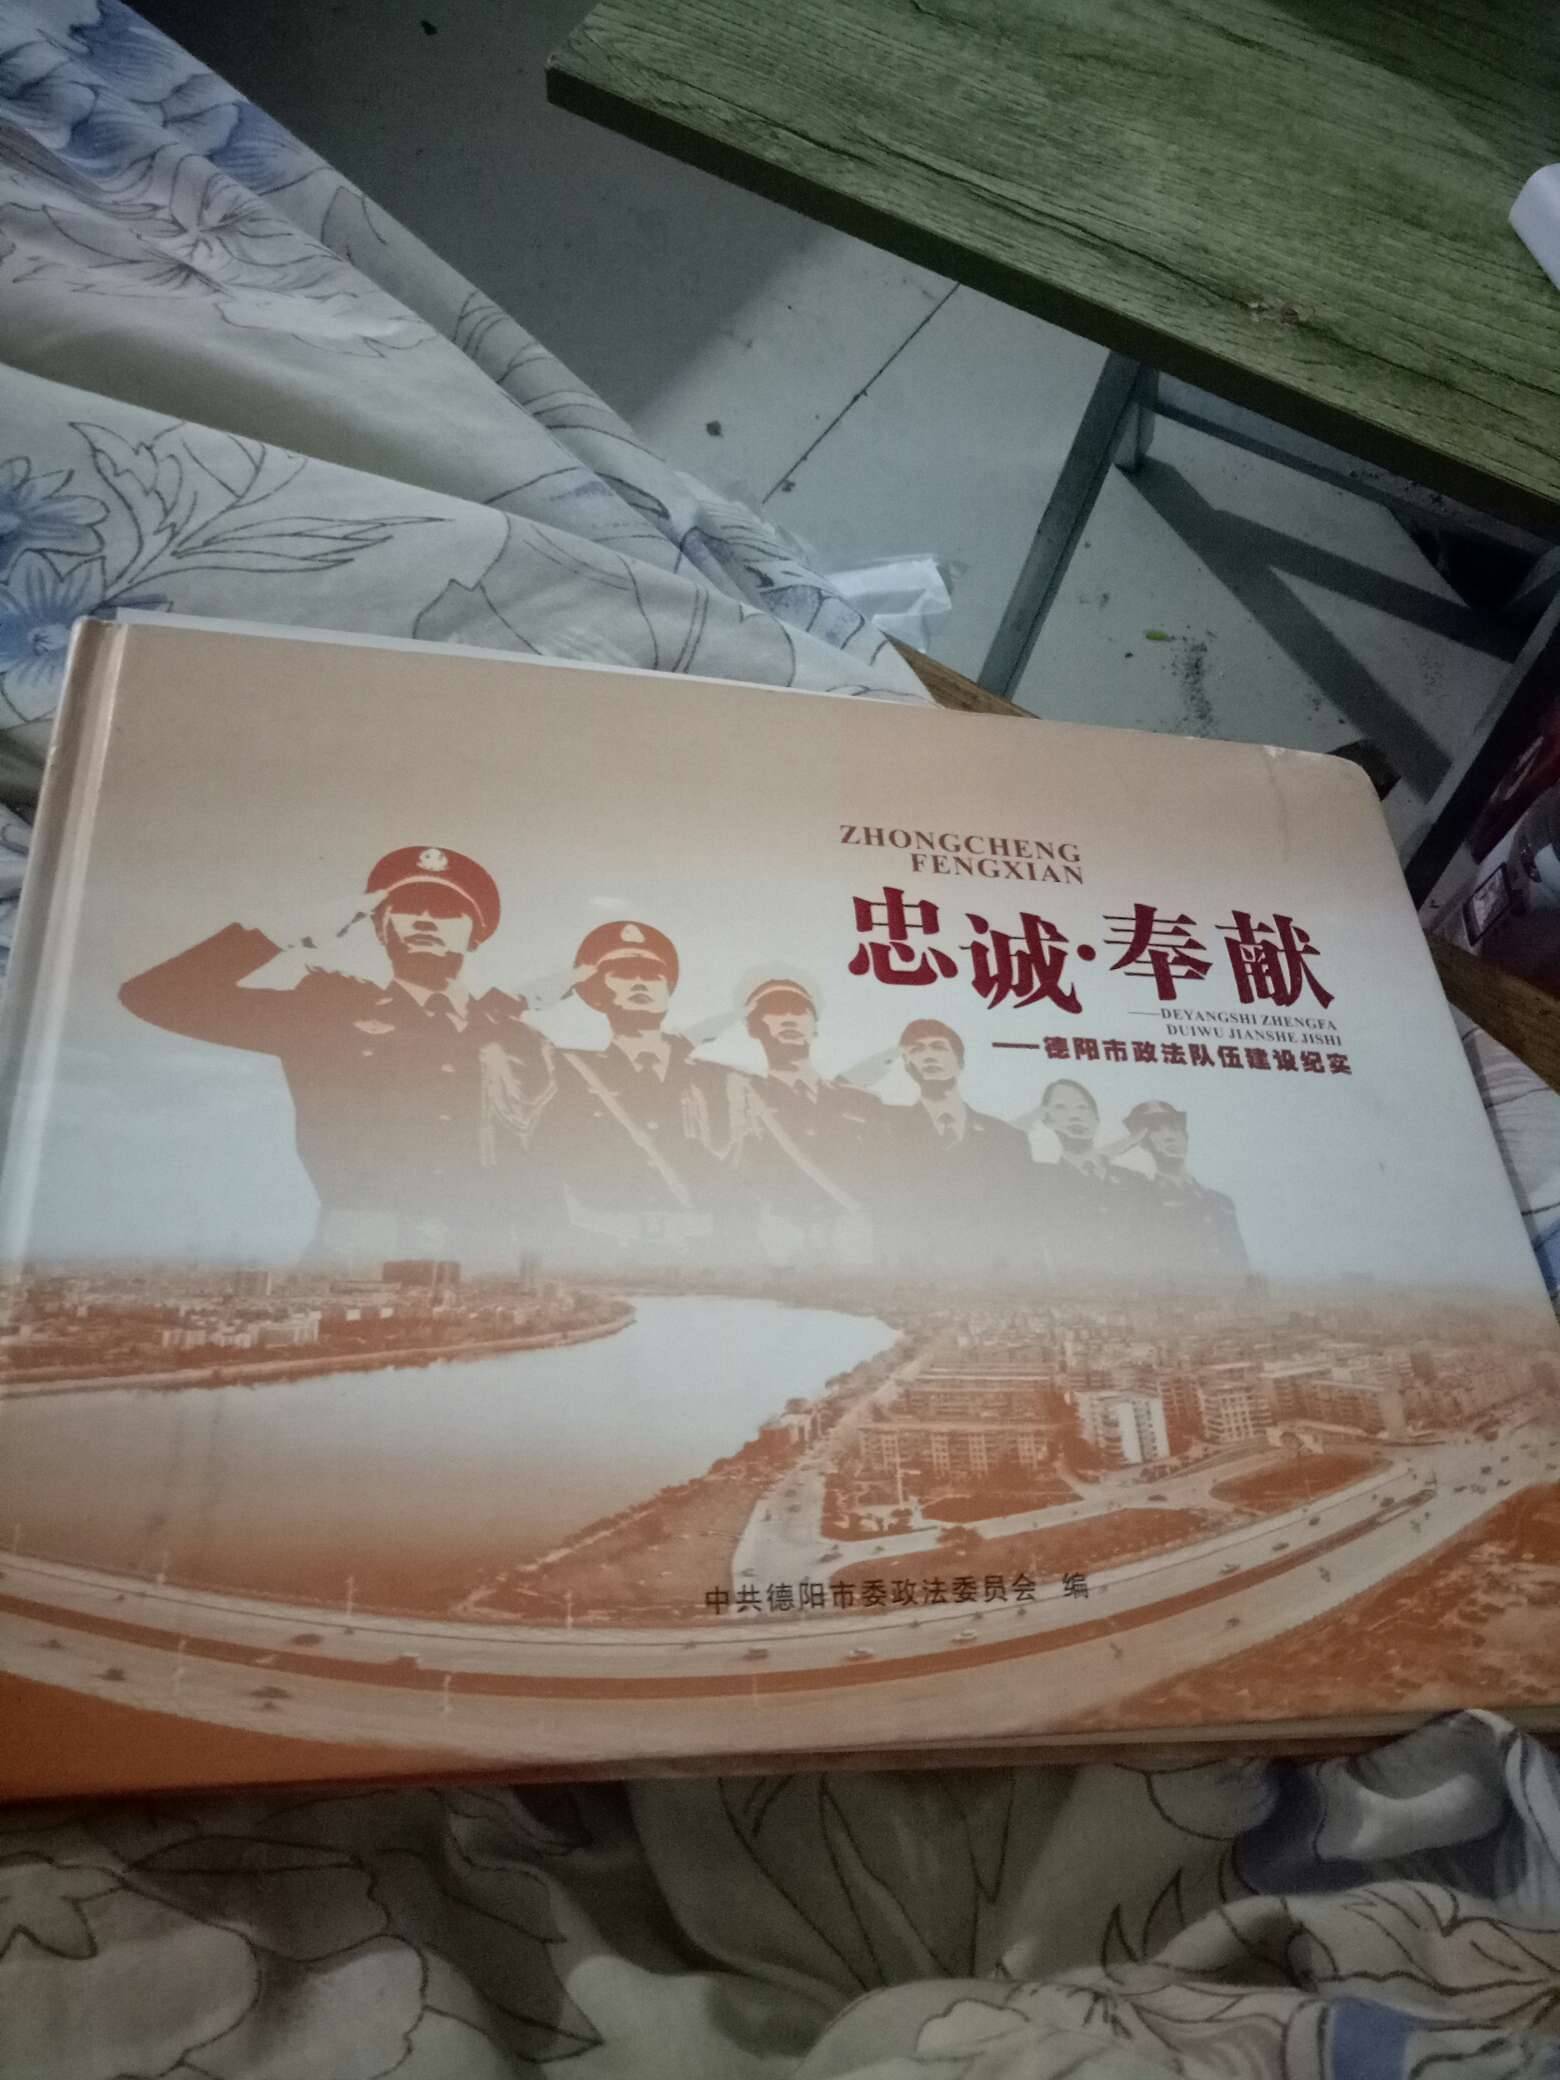 ZHONGCHENG
FENGXIAN
忠诚·奉献
——DEYANGSHI ZHENGFA
DUIWU JIANSHE JISHI
——德阳市政法队伍建设纪实
中共德阳市委政法委员会 编